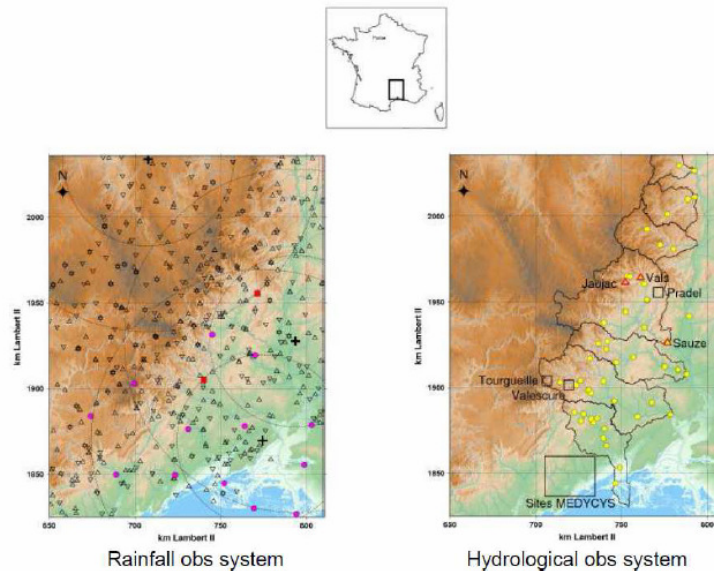 N
2000
1950
1900
1850
km Lambert II
650 700 750 800
km Lambert II
Rainfall obs system
N
2000
1950
1900
1850
km Lambert II
Vals
Jaujac
Pradel
Sauze
Tourgueille
Valescure
Sites MEDYCYS
650 700 750 800
km Lambert II
Hydrological obs system